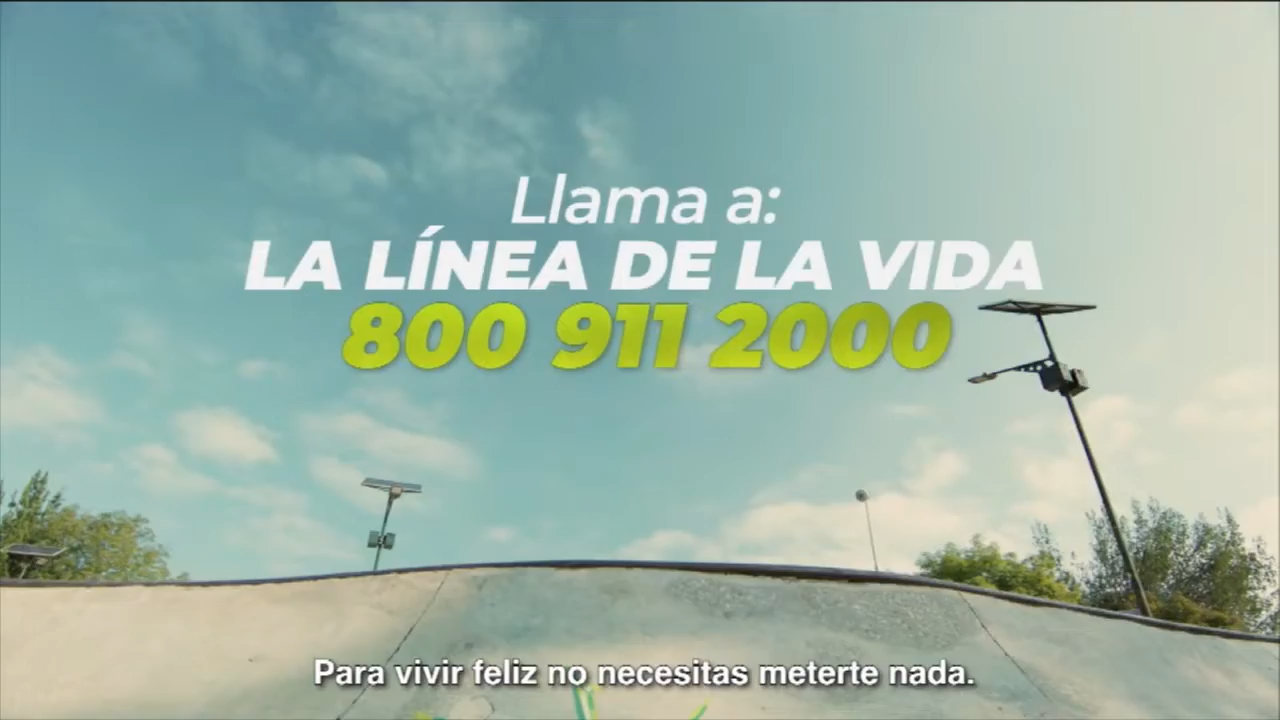 Llama a:
LA LÍNEA DE LA VIDA
800 911 2000
Para vivir feliz no necesitas meterte nada.